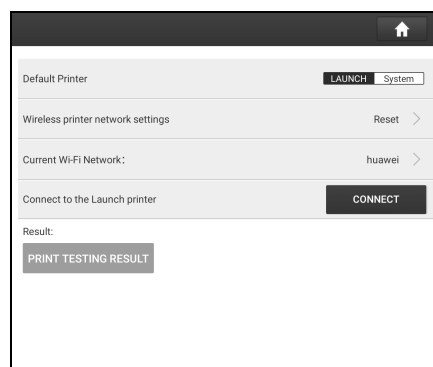 Default Printer LAUNCH System
Wireless printer network settings Reset
Current Wi-Fi Network: huawei
Connect to the Launch printer CONNECT
Result:
PRINT TESTING RESULT